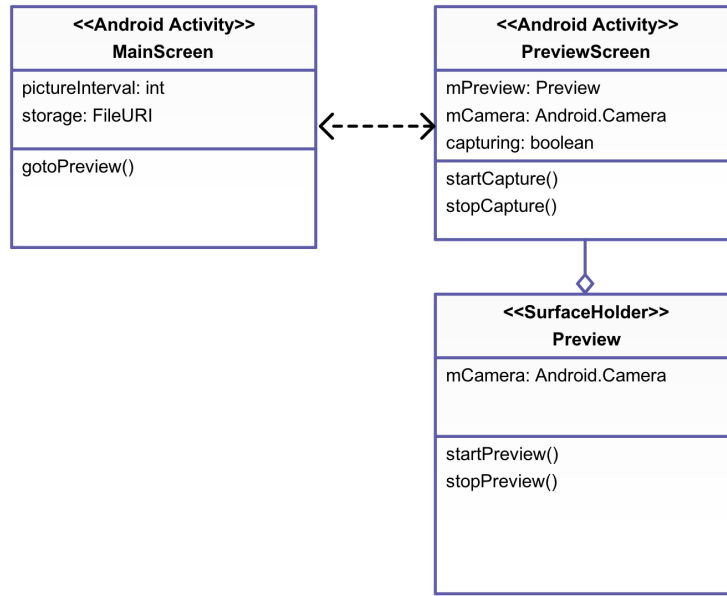 <<Android Activity>>
MainScreen
pictureInterval: int
storage: FileURI
gotoPreview()
<<Android Activity>>
PreviewScreen
mPreview: Preview
mCamera: Android.Camera
capturing: boolean
startCapture()
stopCapture()
<<SurfaceHolder>>
Preview
mCamera: Android.Camera
startPreview()
stopPreview()